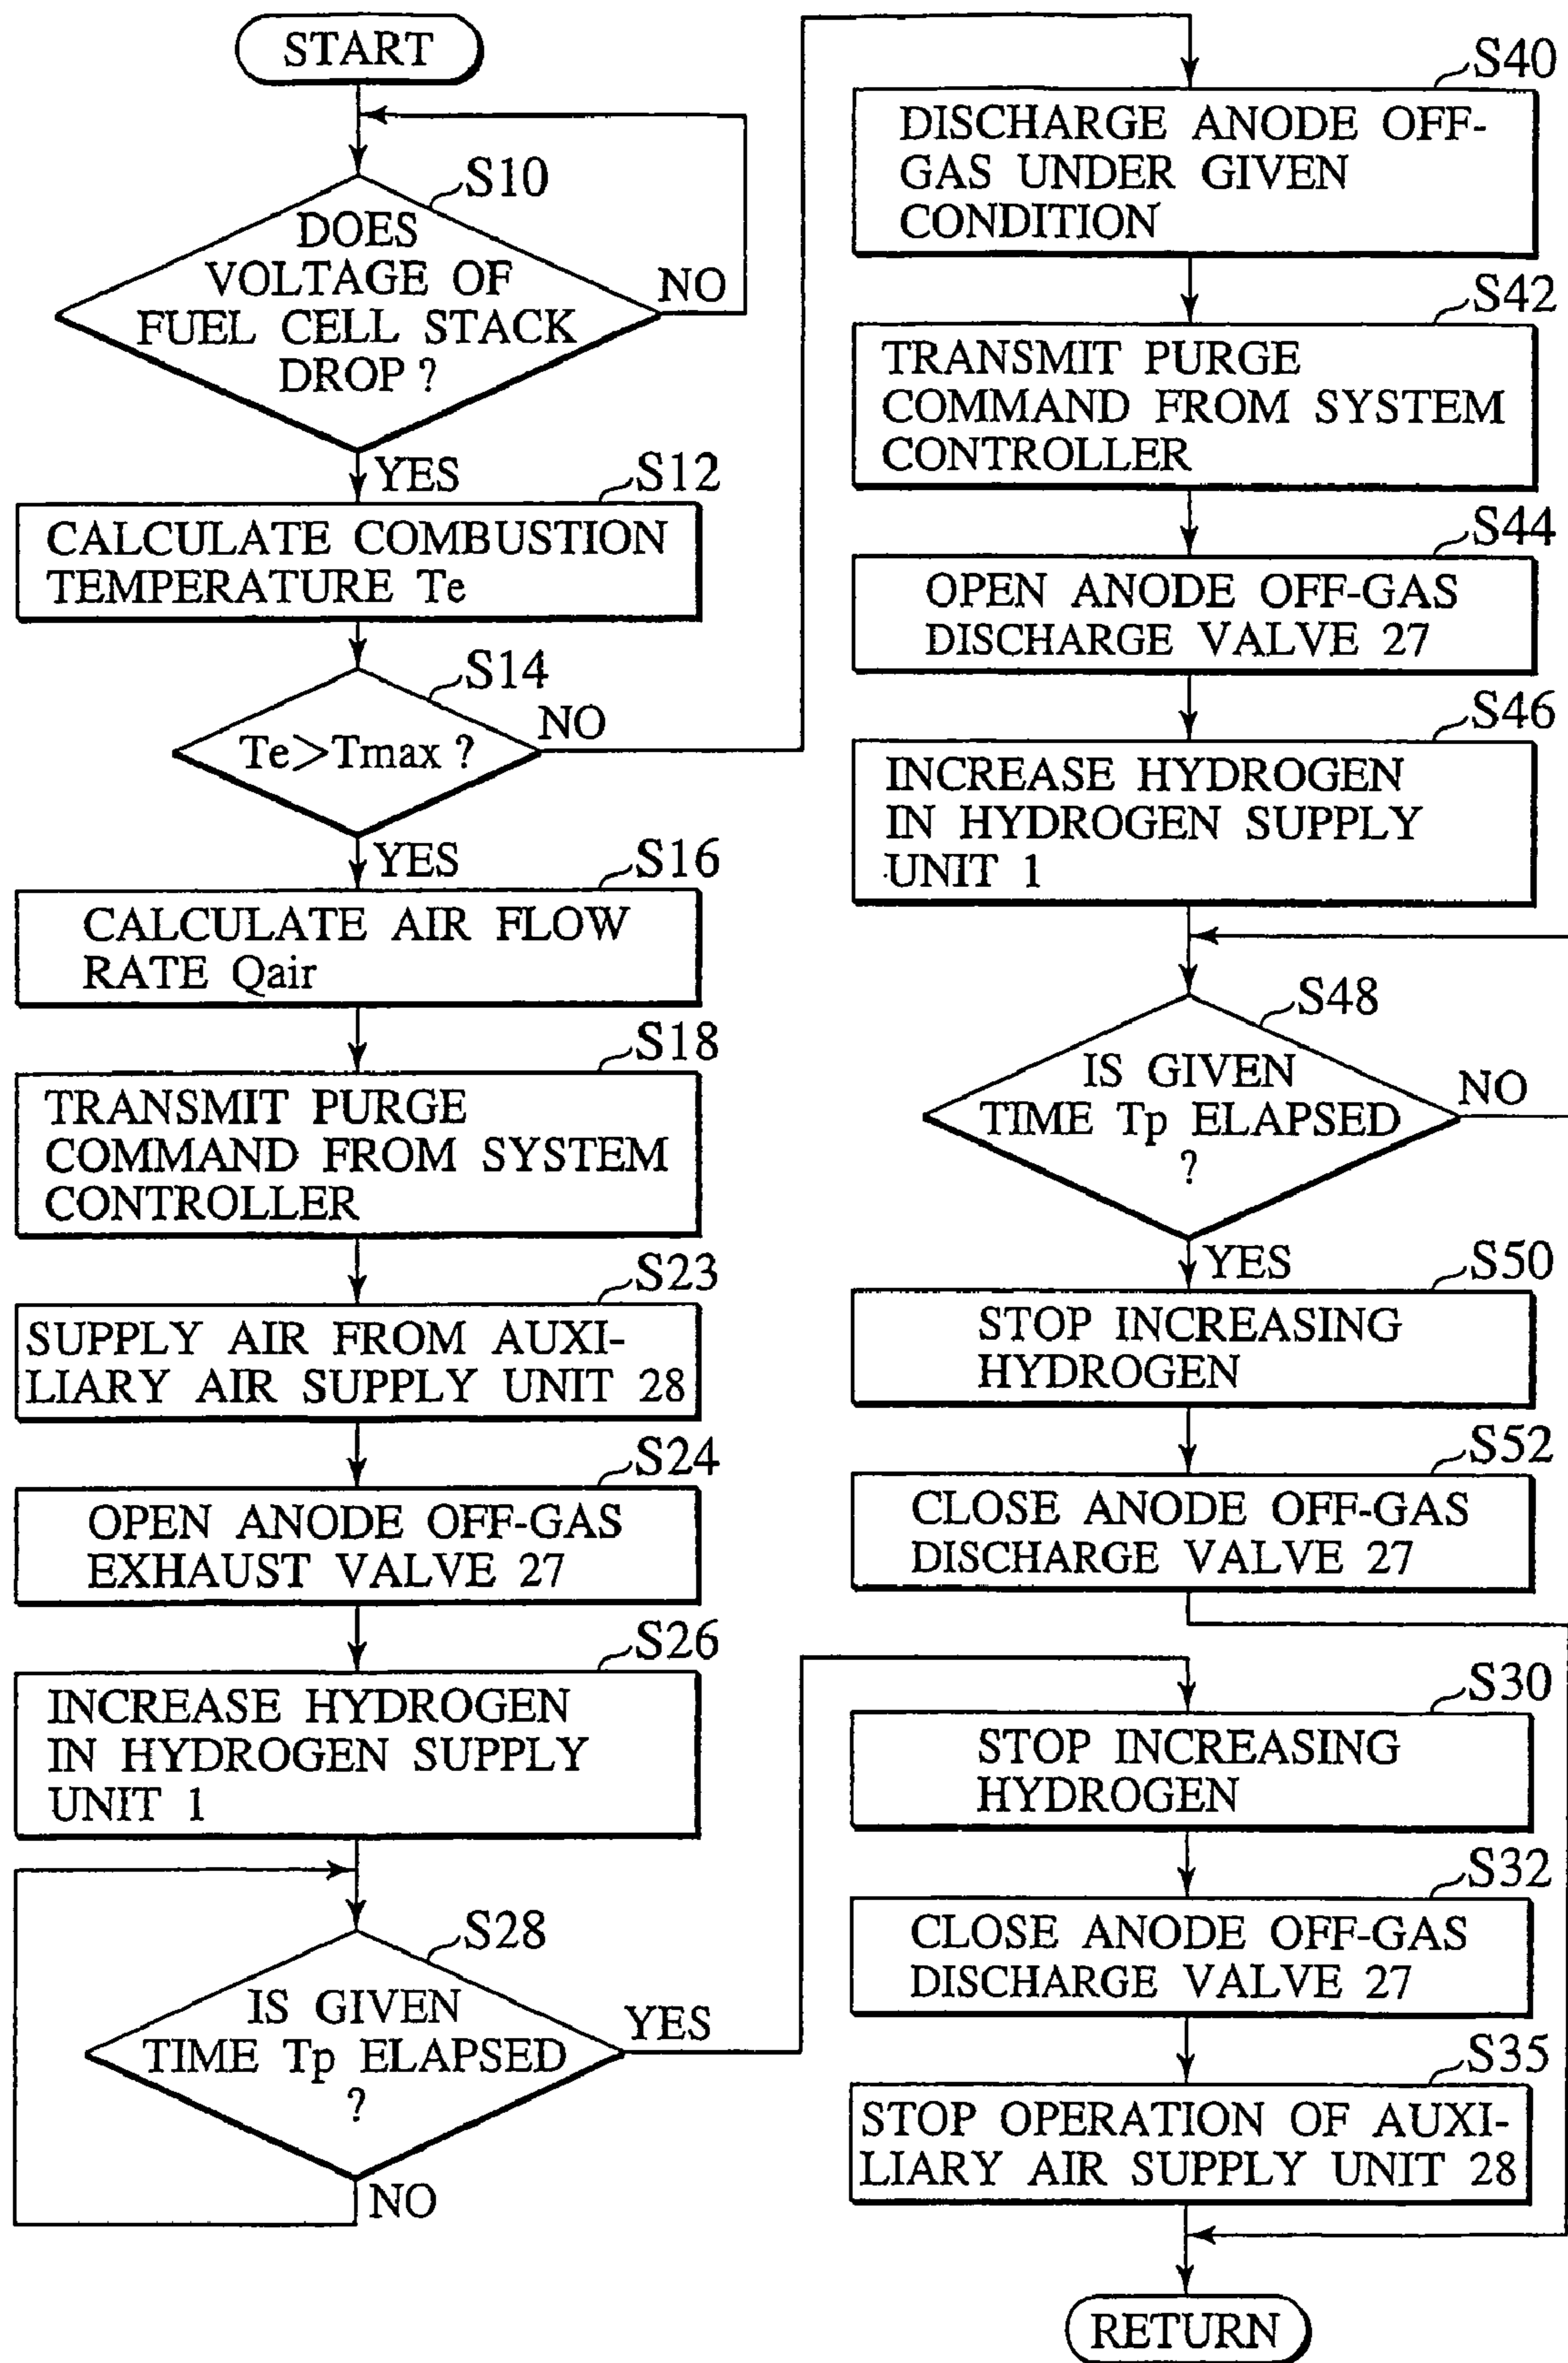 START
S10
DOES
VOLTAGE OF
FUEL CELL STACK
DROP ?
NO
YES
S12
CALCULATE COMBUSTION
TEMPERATURE Te
S14
Te>Tmax ?
NO
YES
S16
CALCULATE AIR FLOW
RATE Qair
S18
TRANSMIT PURGE
COMMAND FROM SYSTEM
CONTROLLER
S23
SUPPLY AIR FROM AUXI-
LIARY AIR SUPPLY UNIT 28
S24
OPEN ANODE OFF-GAS
EXHAUST VALVE 27
S26
INCREASE HYDROGEN
IN HYDROGEN SUPPLY
UNIT 1
S28
IS GIVEN
TIME Tp ELAPSED
?
YES
NO
S40
DISCHARGE ANODE OFF-
GAS UNDER GIVEN
CONDITION
S42
TRANSMIT PURGE
COMMAND FROM SYSTEM
CONTROLLER
S44
OPEN ANODE OFF-GAS
DISCHARGE VALVE 27
S46
INCREASE HYDROGEN
IN HYDROGEN SUPPLY
UNIT 1
S48
IS GIVEN
TIME Tp ELAPSED
?
NO
YES
S50
STOP INCREASING
HYDROGEN
S52
CLOSE ANODE OFF-GAS
DISCHARGE VALVE 27
S30
STOP INCREASING
HYDROGEN
S32
CLOSE ANODE OFF-GAS
DISCHARGE VALVE 27
S35
STOP OPERATION OF AUXI-
LIARY AIR SUPPLY UNIT 28
RETURN